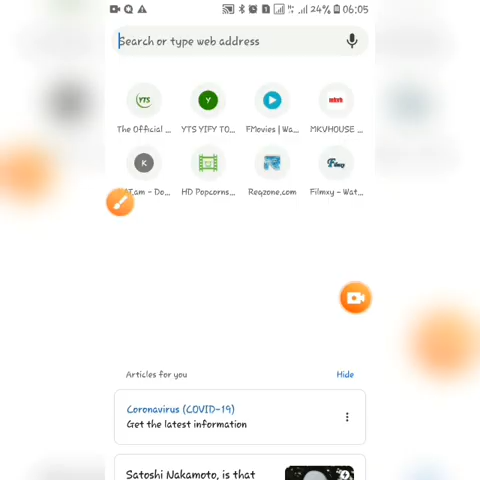 24% 06:05
Search or type web address
YTS Y mkvh
The Official ... YTS YIFY TO... FMovies | Wa... MKVHOUSE ...
K Filmxy
T.am - Do... HD Popcorns... Reqzone.com Filmxy - Wat...
Articles for you Hide
Coronavirus (COVID-19)
Get the latest information
Satoshi Nakamoto, is that